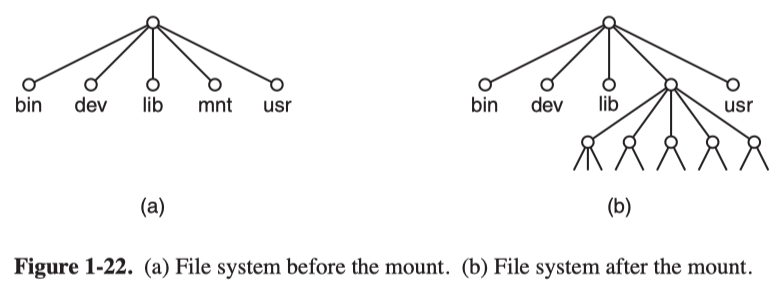 bin dev lib mnt usr
bin dev lib usr
(a)
(b)
Figure 1-22. (a) File system before the mount. (b) File system after the mount.